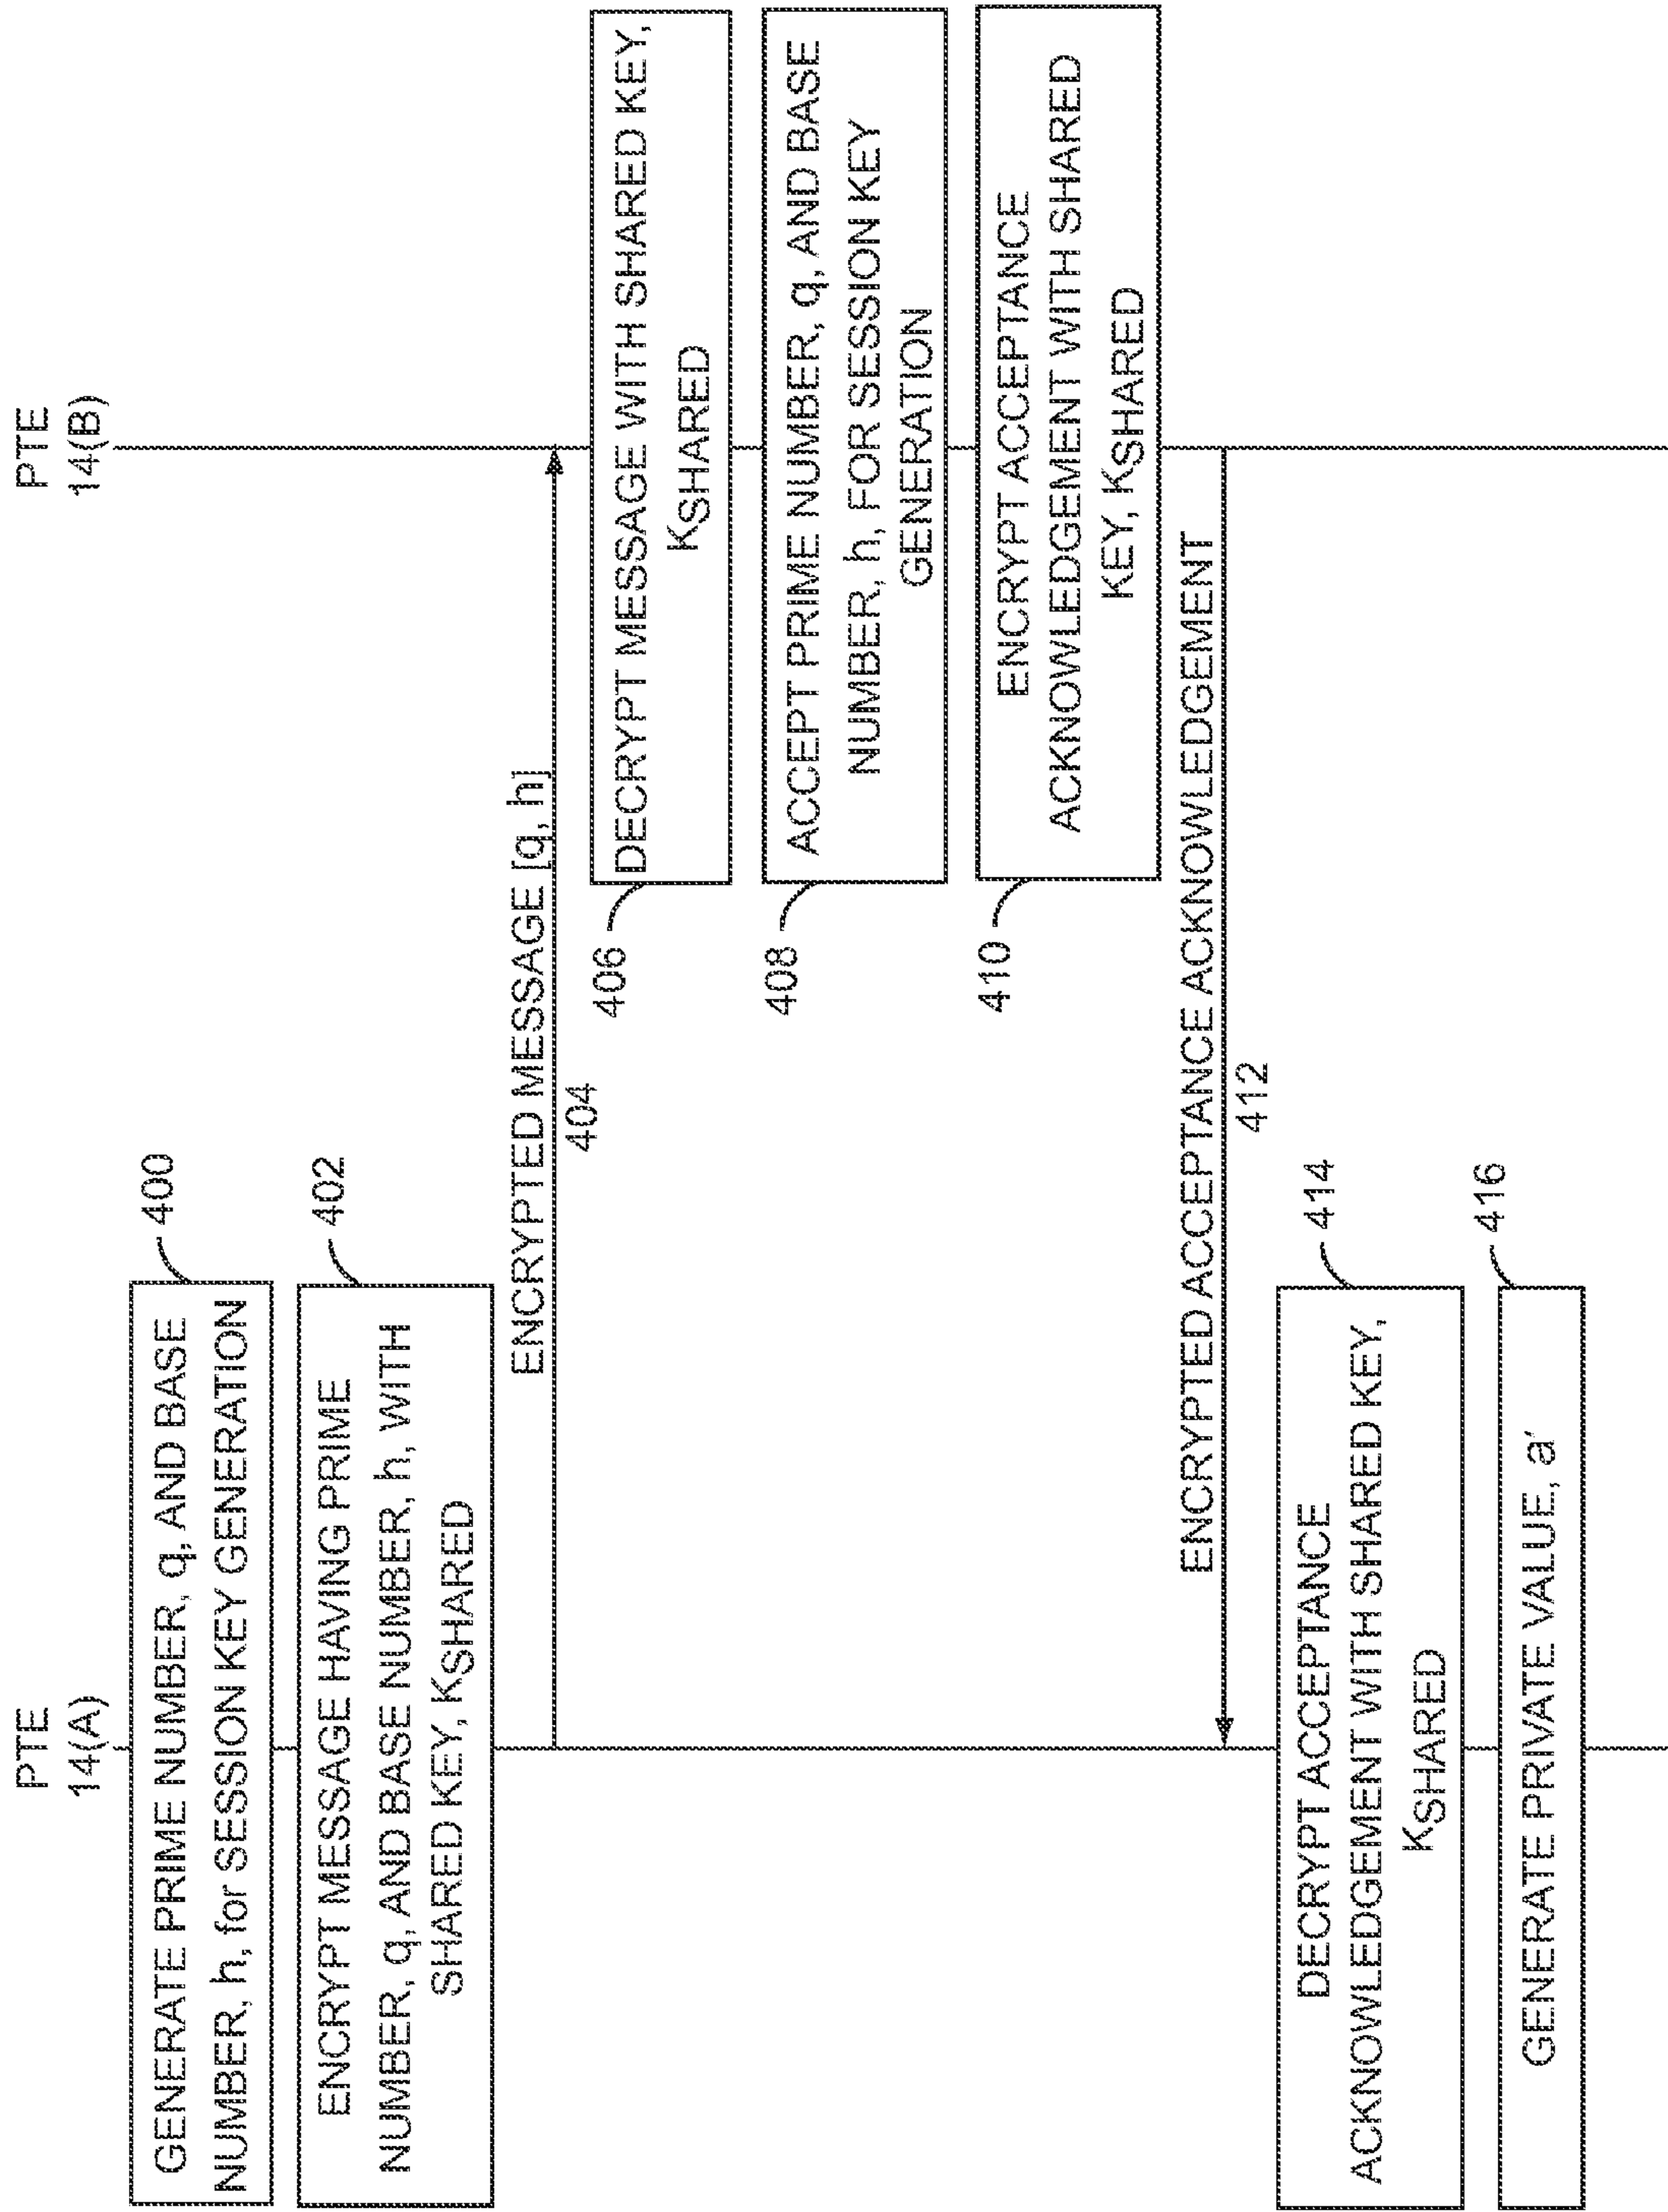 PTE
14(A)
PTE
14(B)
GENERATE PRIME NUMBER, q, AND BASE
NUMBER, h, for SESSION KEY GENERATION
400
ENCRYPT MESSAGE HAVING PRIME
NUMBER, q, AND BASE NUMBER, h, WITH
SHARED KEY, KSHARED
402
ENCRYPTED MESSAGE [q, h]
404
DECRYPT MESSAGE WITH SHARED KEY,
KSHARED
406
ACCEPT PRIME NUMBER, q, AND BASE
NUMBER, h, FOR SESSION KEY
GENERATION
408
ENCRYPT ACCEPTANCE
ACKNOWLEDGEMENT WITH SHARED
KEY, KSHARED
410
ENCRYPTED ACCEPTANCE ACKNOWLEDGEMENT
412
DECRYPT ACCEPTANCE
ACKNOWLEDGEMENT WITH SHARED KEY,
KSHARED
414
GENERATE PRIVATE VALUE, a'
416